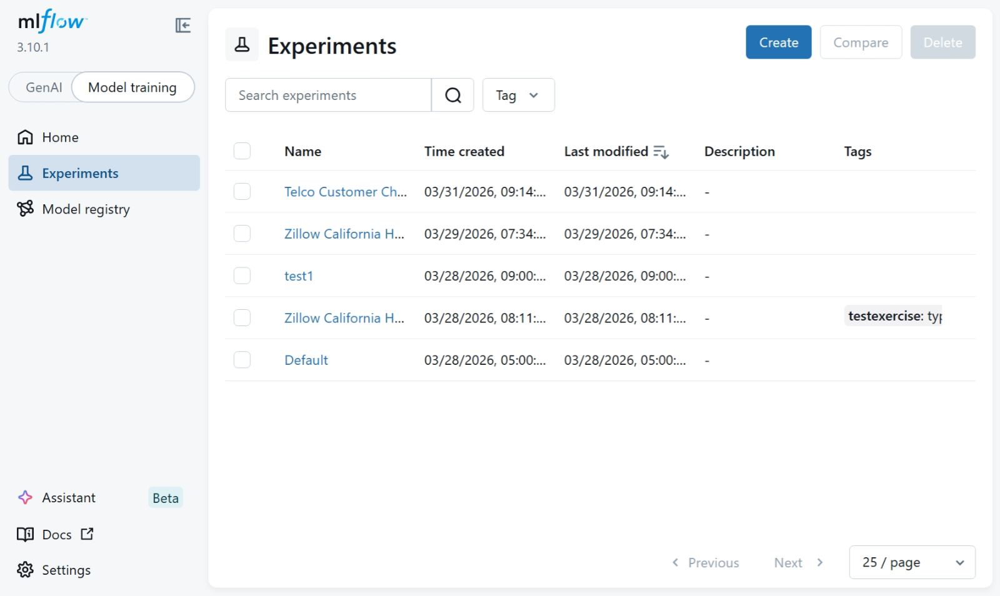 mlflow
3.10.1
GenAI Model training
Home
Experiments
Model registry
Assistant Beta
Docs
Settings
Experiments
Create Compare Delete
Search experiments Tag
Name Time created Last modified Description Tags
Telco Customer Ch... 03/31/2026, 09:14:... 03/31/2026, 09:14:... -
Zillow California H... 03/29/2026, 07:34:... 03/29/2026, 07:34:... -
test1 03/28/2026, 09:00:... 03/28/2026, 09:00:... -
Zillow California H... 03/28/2026, 08:11:... 03/28/2026, 08:11:... - testexercise: typ
Default 03/28/2026, 05:00:... 03/28/2026, 05:00:... -
Previous Next 25 / page